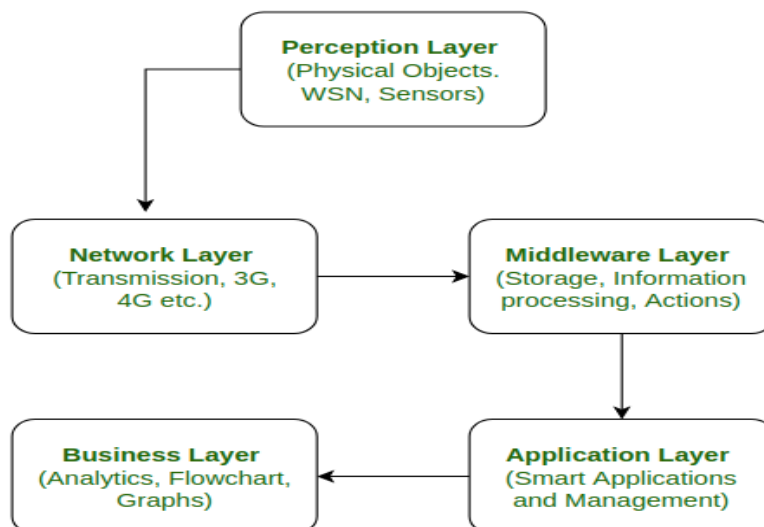 Perception Layer
(Physical Objects.
WSN, Sensors)
Network Layer
(Transmission, 3G,
4G etc.)
Middleware Layer
(Storage, Information
processing, Actions)
Business Layer
(Analytics, Flowchart,
Graphs)
Application Layer
(Smart Applications
and Management)